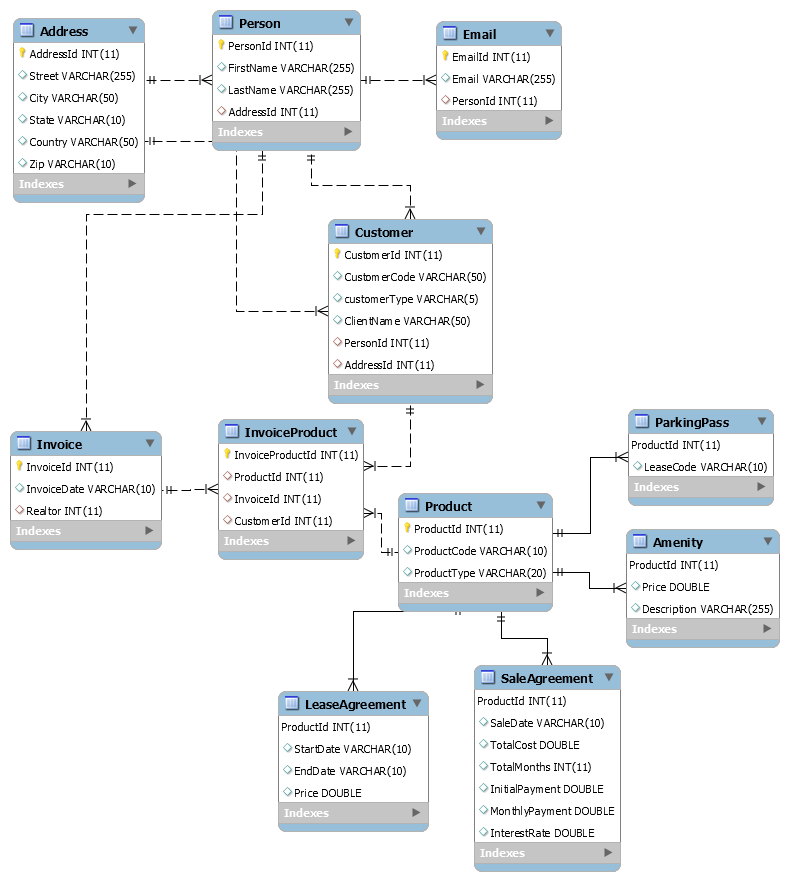 Address
AddressId INT(11)
Street VARCHAR(255)
City VARCHAR(50)
State VARCHAR(10)
Country VARCHAR(50)
Zip VARCHAR(10)
Indexes
Person
PersonId INT(11)
FirstName VARCHAR(255)
LastName VARCHAR(255)
AddressId INT(11)
Indexes
Email
EmailId INT(11)
Email VARCHAR(255)
PersonId INT(11)
Indexes
Customer
CustomerId INT(11)
CustomerCode VARCHAR(50)
customerType VARCHAR(5)
ClientName VARCHAR(50)
PersonId INT(11)
AddressId INT(11)
Indexes
Invoice
InvoiceId INT(11)
InvoiceDate VARCHAR(10)
Realtor INT(11)
Indexes
InvoiceProduct
InvoiceProductId INT(11)
ProductId INT(11)
InvoiceId INT(11)
CustomerId INT(11)
Indexes
Product
ProductId INT(11)
ProductCode VARCHAR(10)
ProductType VARCHAR(20)
Indexes
ParkingPass
ProductId INT(11)
LeaseCode VARCHAR(10)
Indexes
Amenity
ProductId INT(11)
Price DOUBLE
Description VARCHAR(255)
Indexes
LeaseAgreement
ProductId INT(11)
StartDate VARCHAR(10)
EndDate VARCHAR(10)
Price DOUBLE
Indexes
SaleAgreement
ProductId INT(11)
SaleDate VARCHAR(10)
TotalCost DOUBLE
TotalMonths INT(11)
InitialPayment DOUBLE
MonthlyPayment DOUBLE
InterestRate DOUBLE
Indexes